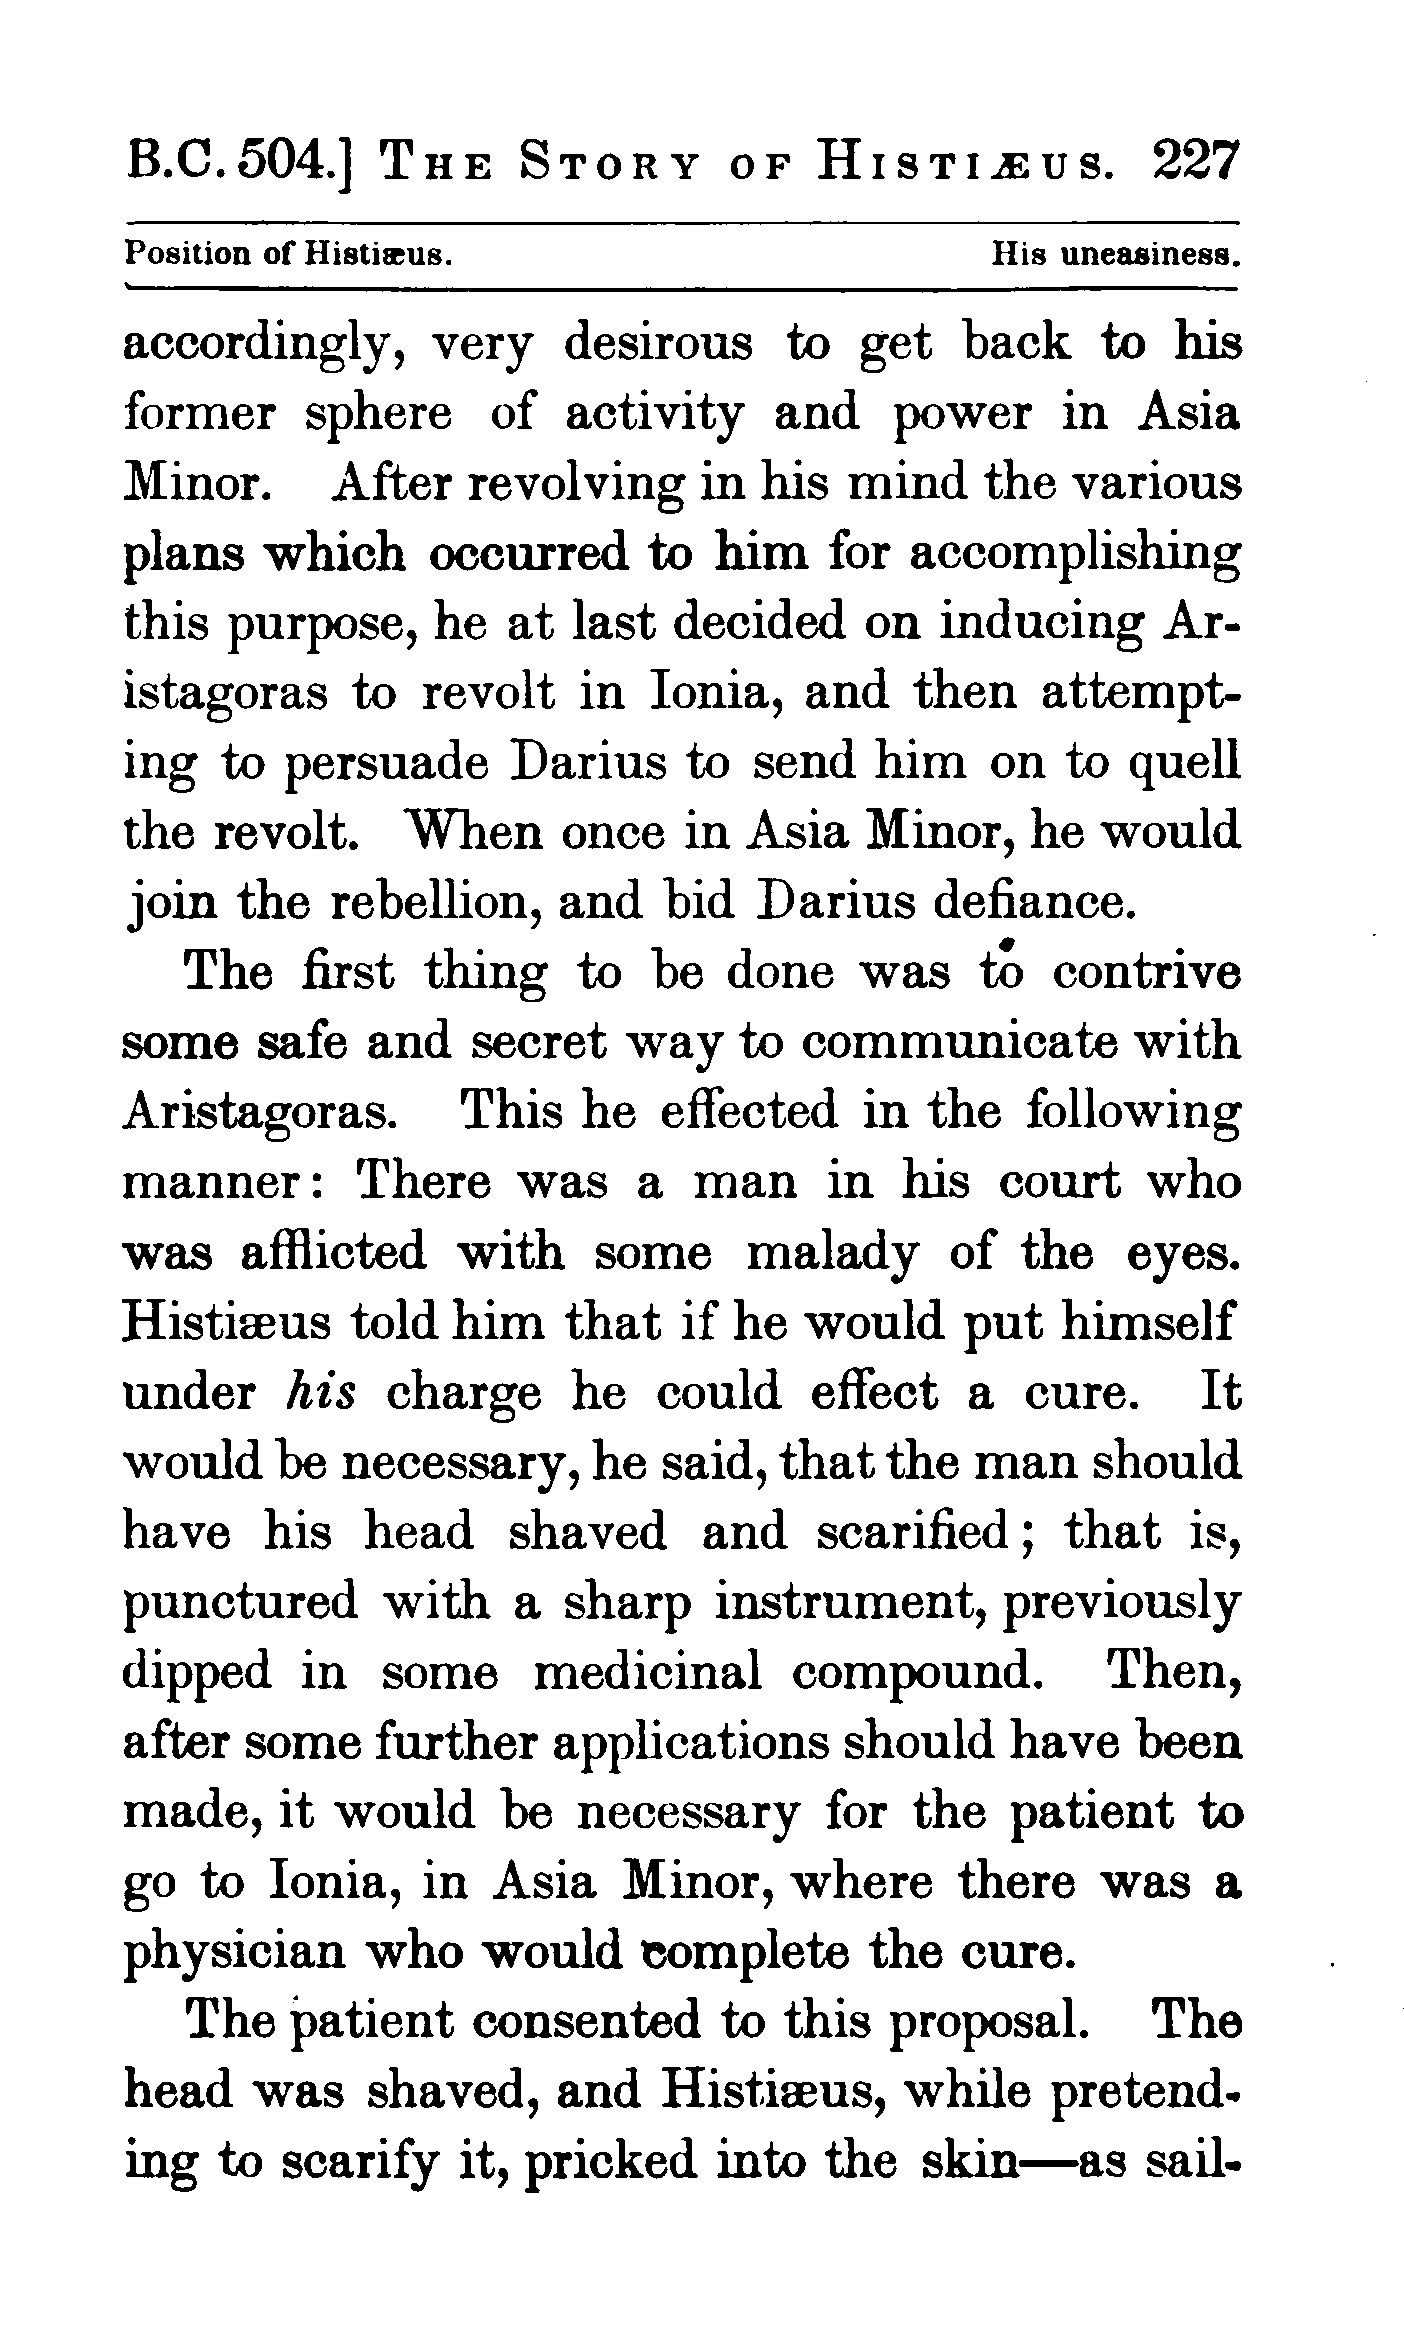 B.C. 504.] THE STORY OF HISTIÆUS. 227
Position of Histiæus. His uneasiness.
accordingly, very desirous to get back to his
former sphere of activity and power in Asia
Minor. After revolving in his mind the various
plans which occurred to him for accomplishing
this purpose, he at last decided on inducing Ar-
istagoras to revolt in Ionia, and then attempt-
ing to persuade Darius to send him on to quell
the revolt. When once in Asia Minor, he would
join the rebellion, and bid Darius defiance.
The first thing to be done was to contrive
some safe and secret way to communicate with
Aristagoras. This he effected in the following
manner: There was a man in his court who
was afflicted with some malady of the eyes.
Histiæus told him that if he would put himself
under his charge he could effect a cure. It
would be necessary, he said, that the man should
have his head shaved and scarified; that is,
punctured with a sharp instrument, previously
dipped in some medicinal compound. Then,
after some further applications should have been
made, it would be necessary for the patient to
go to Ionia, in Asia Minor, where there was a
physician who would complete the cure.
The patient consented to this proposal. The
head was shaved, and Histiæus, while pretend-
ing to scarify it, pricked into the skin—as sail-